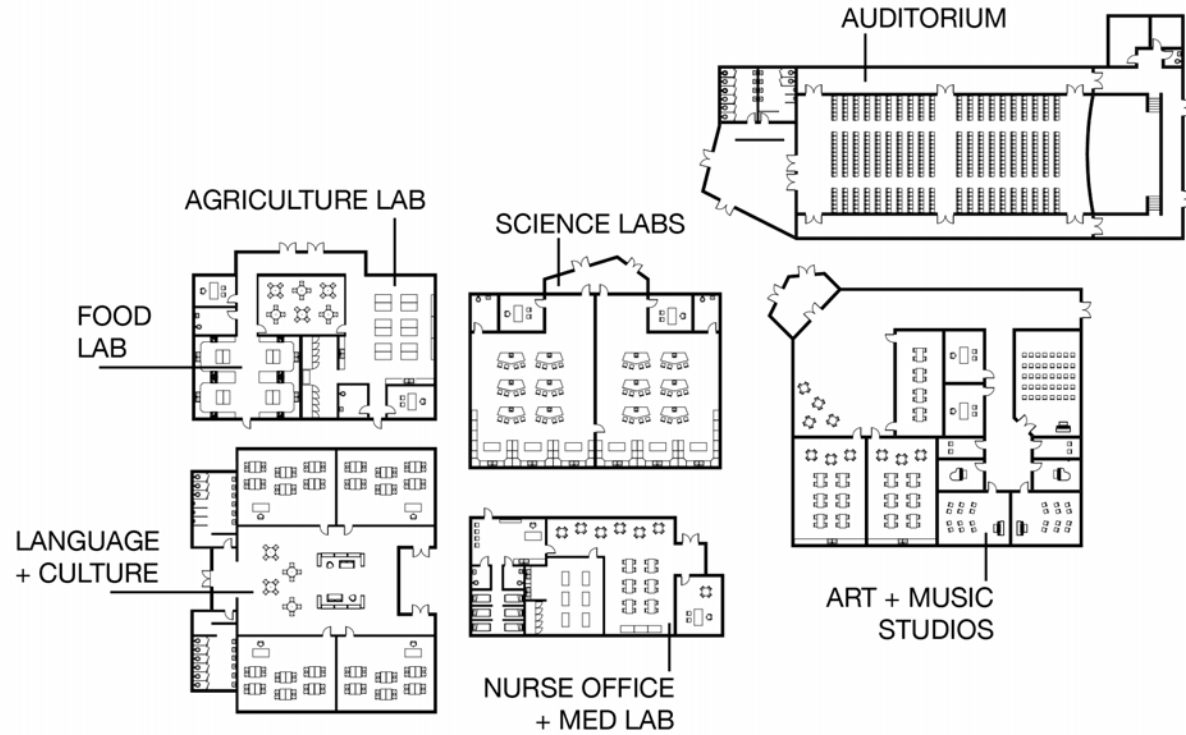 AUDITORIUM
AGRICULTURE LAB
SCIENCE LABS
FOOD
LAB
LANGUAGE
+ CULTURE
ART + MUSIC
STUDIOS
NURSE OFFICE
+ MED LAB